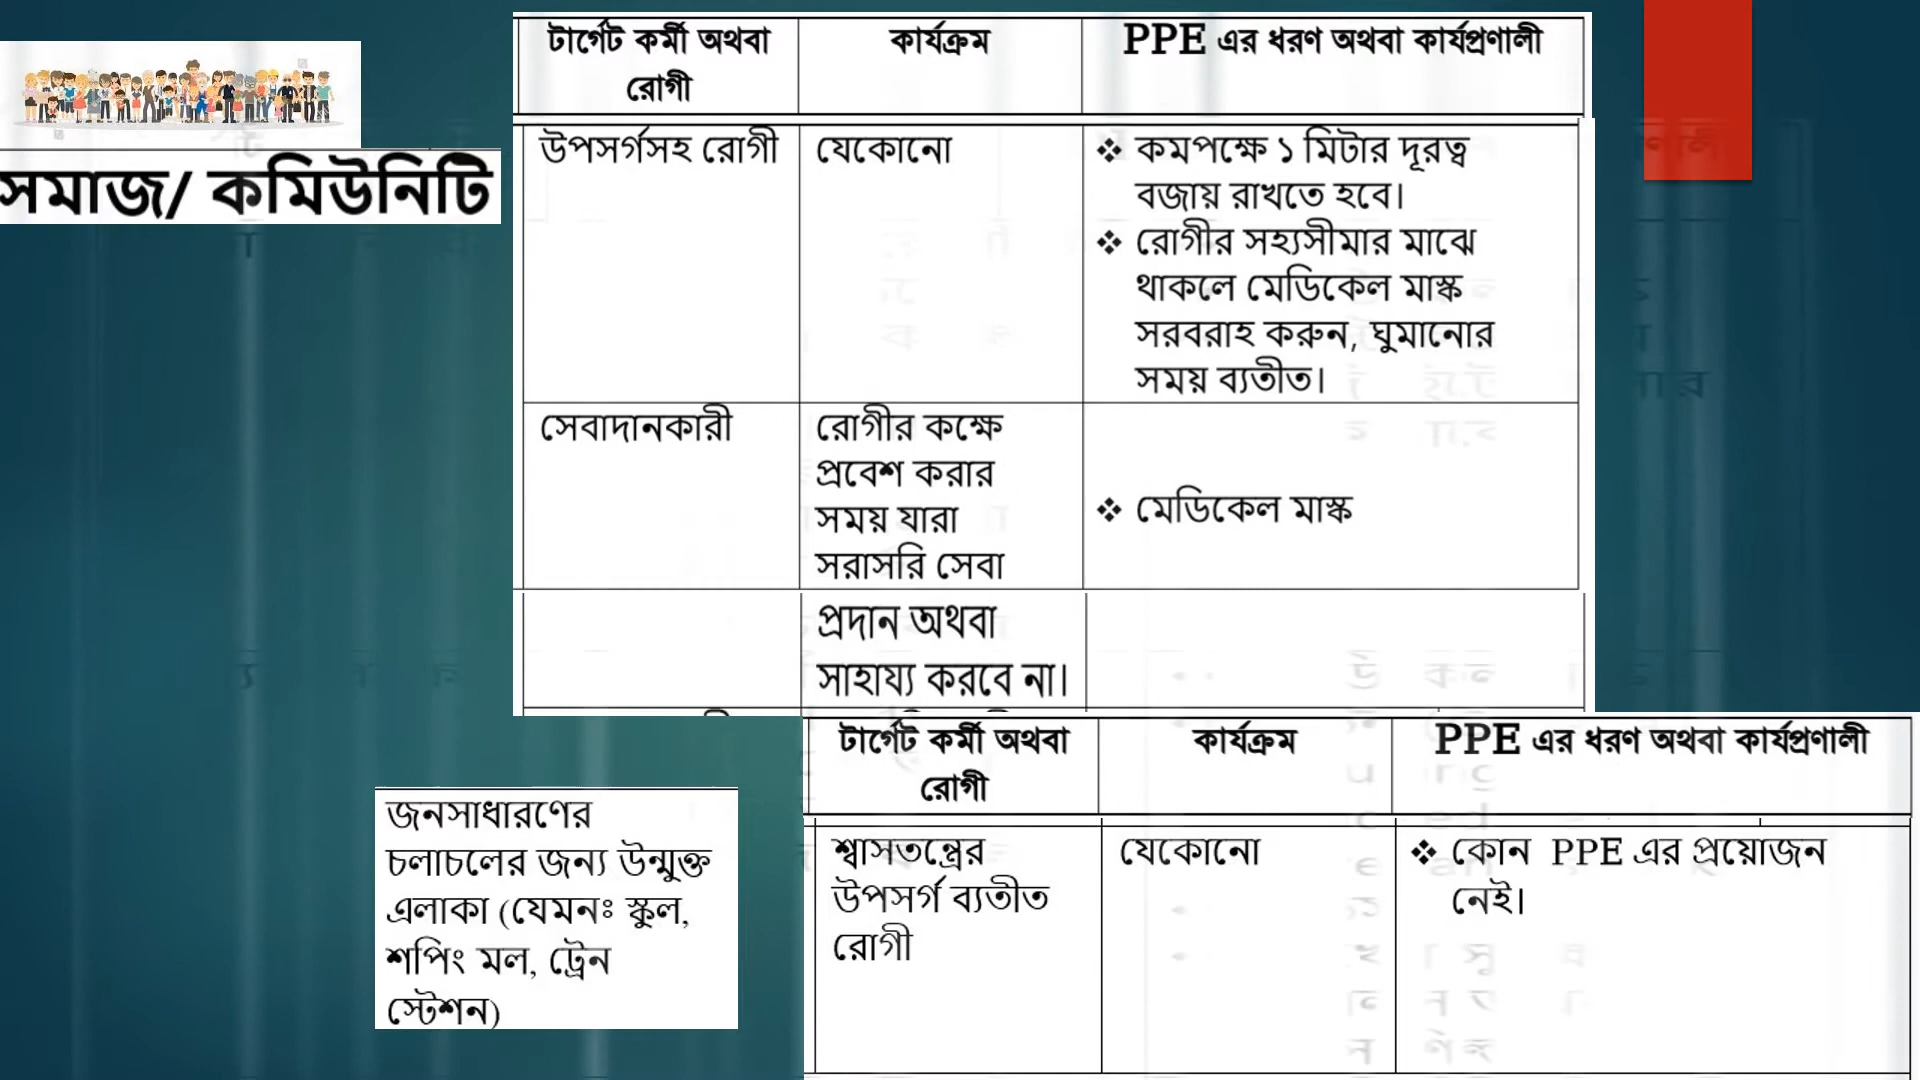 সমাজ/ কমিউনিটি
টার্গেট কর্মী অথবা
রোগী
কার্যক্রম
PPE এর ধরণ অথবা কার্যপ্রণালী
উপসর্গসহ রোগী
যেকোনো
❖ কমপক্ষে ১ মিটার দূরত্ব
বজায় রাখতে হবে।
❖ রোগীর সহ্যসীমার মাঝে
থাকলে মেডিকেল মাস্ক
সরবরাহ করুন, ঘুমানোর
সময় ব্যতীত।
সেবাদানকারী
রোগীর কক্ষে
প্রবেশ করার
সময় যারা
সরাসরি সেবা
প্রদান অথবা
সাহায্য করবে না।
❖ মেডিকেল মাস্ক
জনসাধারণের
চলাচলের জন্য উন্মুক্ত
এলাকা (যেমনঃ স্কুল,
শপিং মল, ট্রেন
স্টেশন)
টার্গেট কর্মী অথবা
রোগী
কার্যক্রম
PPE এর ধরণ অথবা কার্যপ্রণালী
শ্বাসতন্ত্রের
উপসর্গ ব্যতীত
রোগী
যেকোনো
❖ কোন PPE এর প্রয়োজন
নেই।